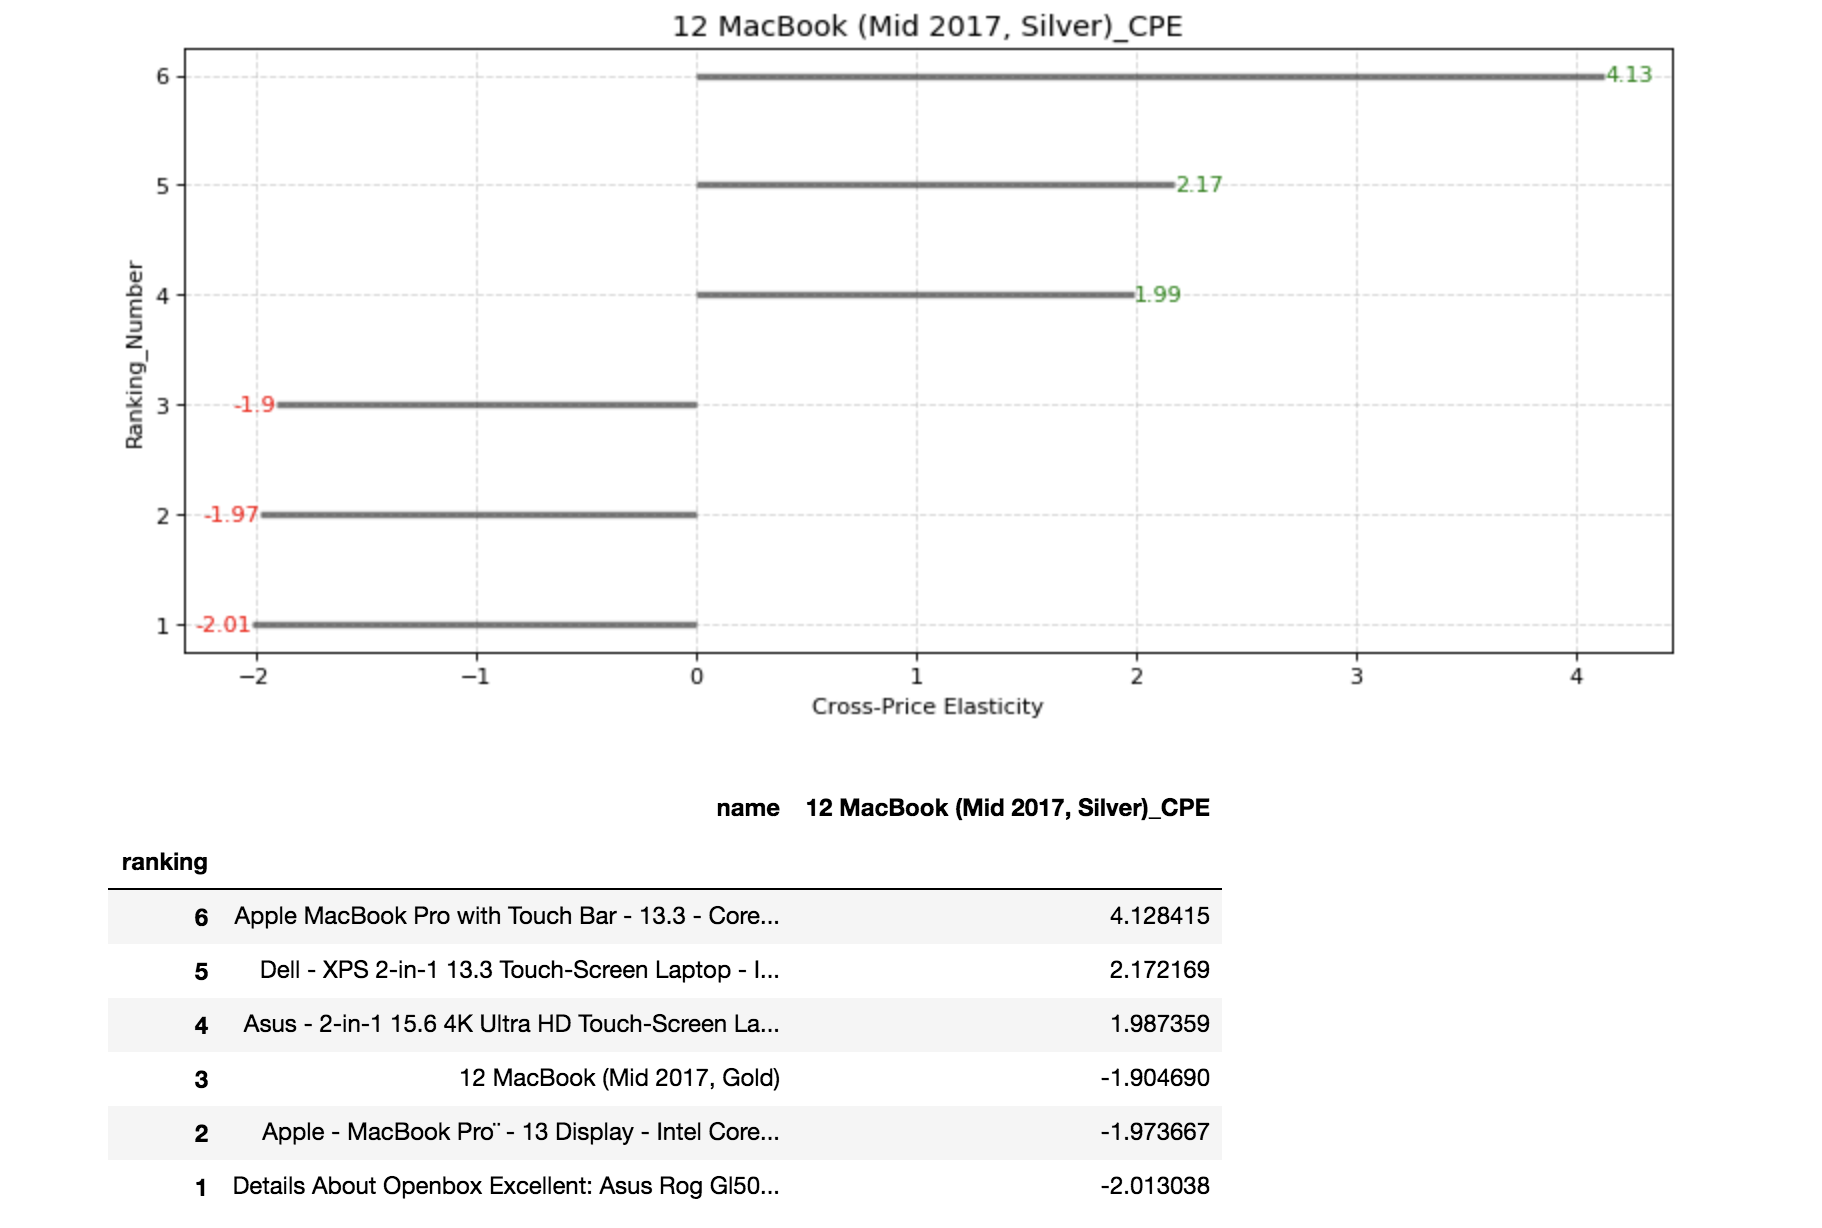 12 MacBook (Mid 2017, Silver)_CPE
6 4.13
5 2.17
4 1.99
3 -1.9
2 -1.97
1 -2.01
Ranking_Number
−2 −1 0 1 2 3 4
Cross-Price Elasticity
name 12 MacBook (Mid 2017, Silver)_CPE
ranking
6 Apple MacBook Pro with Touch Bar - 13.3 - Core... 4.128415
5 Dell - XPS 2-in-1 13.3 Touch-Screen Laptop - I... 2.172169
4 Asus - 2-in-1 15.6 4K Ultra HD Touch-Screen La... 1.987359
3 12 MacBook (Mid 2017, Gold) -1.904690
2 Apple - MacBook Pro¨ - 13 Display - Intel Core... -1.973667
1 Details About Openbox Excellent: Asus Rog Gl50... -2.013038